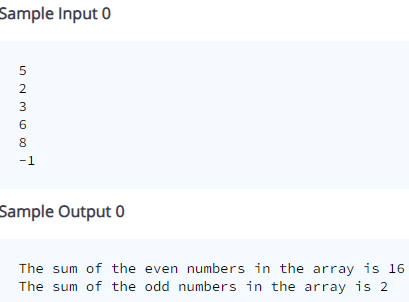 Sample Input 0
5
2
3
6
8
-1
Sample Output 0
The sum of the even numbers in the array is 16
The sum of the odd numbers in the array is 2